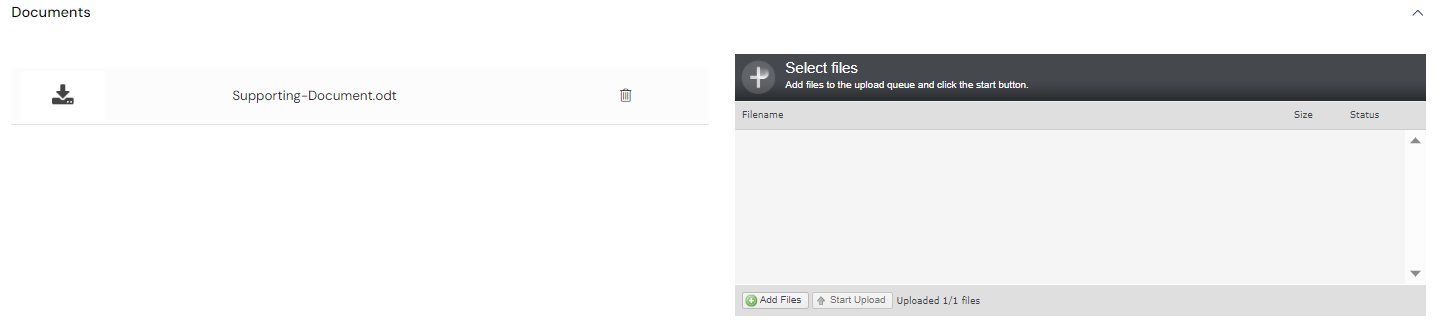 Documents
Supporting-Document.odt
Select files
Add files to the upload queue and click the start button.
Filename Size Status
Add Files Start Upload Uploaded 1/1 files